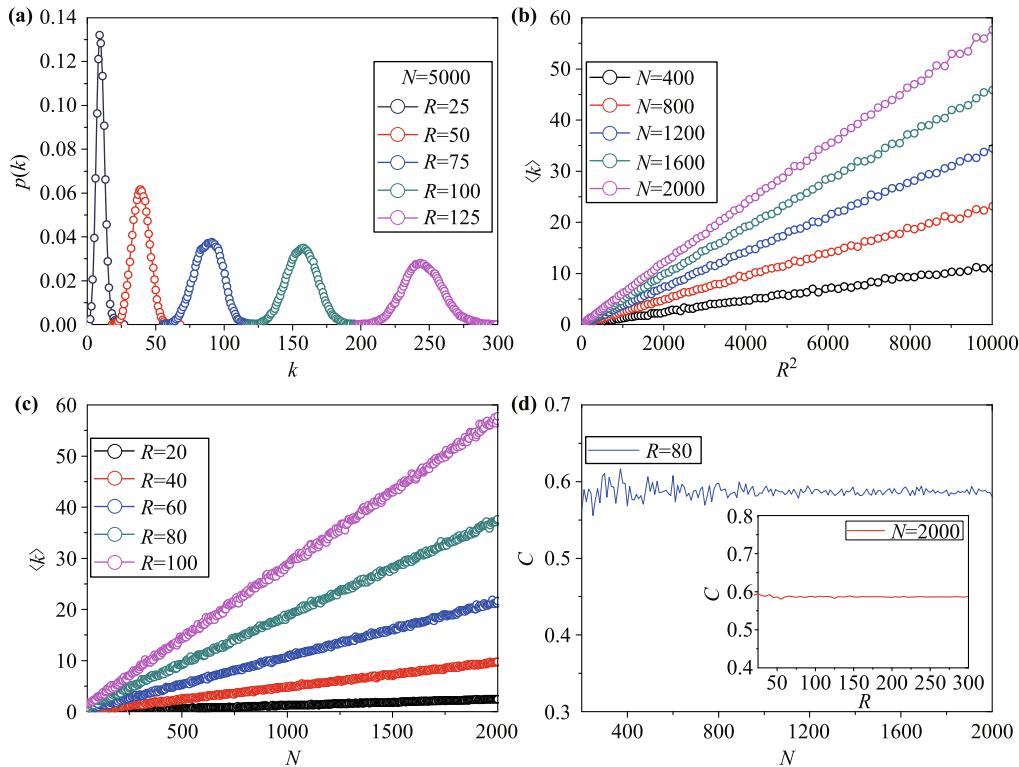 (a)
0.14
0.12
0.10
0.08
0.06
0.04
0.02
0.00
p(k)
0 50 100 150 200 250 300
k
N=5000
R=25
R=50
R=75
R=100
R=125
(b)
60
50
40
30
20
10
0
⟨k⟩
0 2000 4000 6000 8000 10000
R²
N=400
N=800
N=1200
N=1600
N=2000
(c)
60
50
40
30
20
10
0
⟨k⟩
500 1000 1500 2000
N
R=20
R=40
R=60
R=80
R=100
(d)
0.7
0.6
0.5
0.4
0.3
C
400 800 1200 1600 2000
N
R=80
0.8
0.7
0.6
0.5
0.4
C
50 100 150 200 250 300
R
N=2000